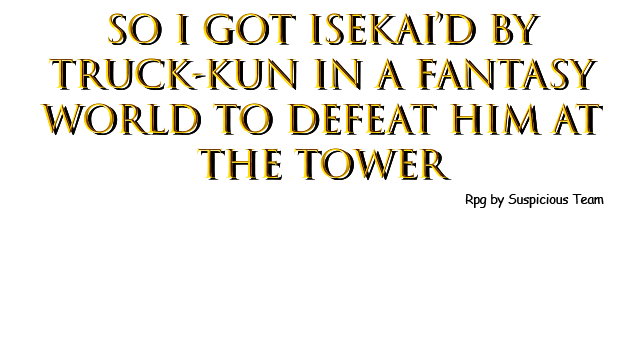 SO I GOT ISEKAI'D BY
TRUCK-KUN IN A FANTASY
WORLD TO DEFEAT HIM AT
THE TOWER
Rpg by Suspicious Team